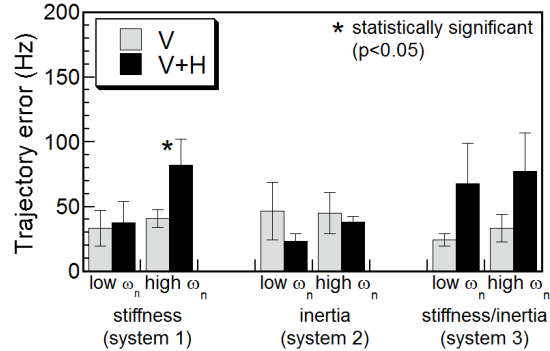 200
150
100
50
0
Trajectory error (Hz)
V
V+H
* statistically significant
(p<0.05)
*
low ωn high ωn low ωn high ωn low ωn high ωn
stiffness inertia stiffness/inertia
(system 1) (system 2) (system 3)